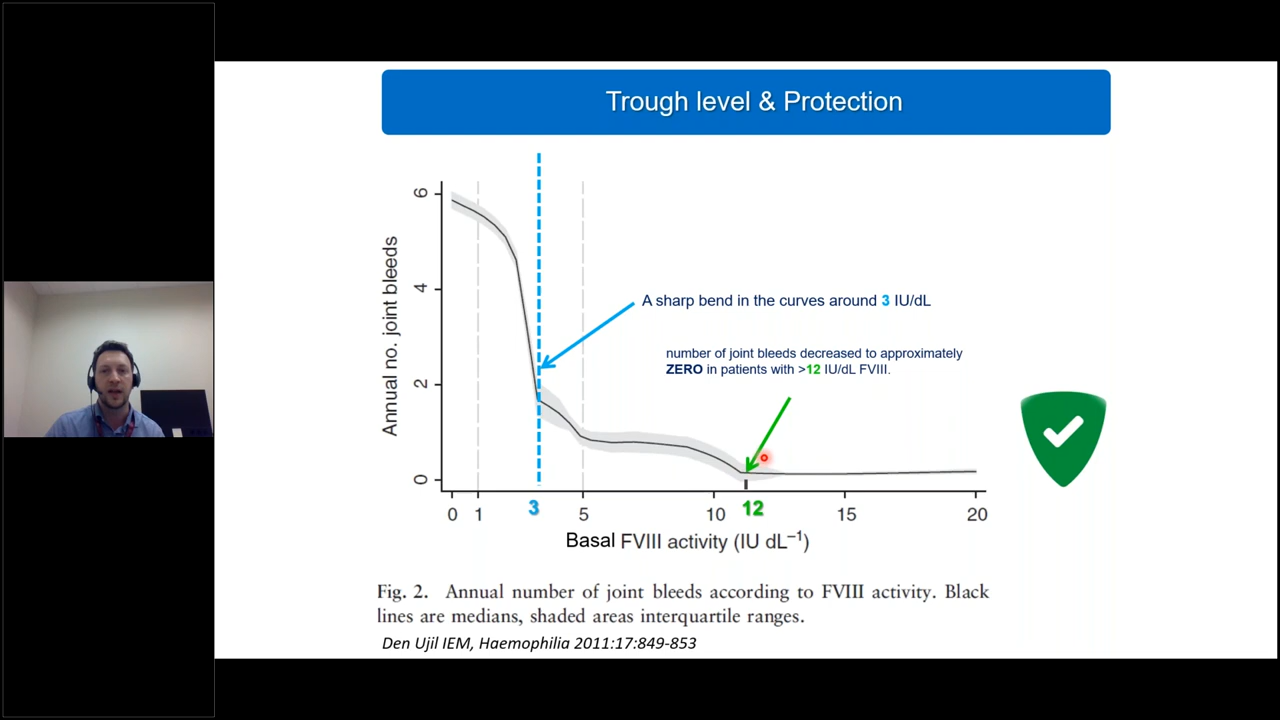 Trough level & Protection
6
4
2
0
Annual no. joint bleeds
A sharp bend in the curves around 3 IU/dL
number of joint bleeds decreased to approximately
ZERO in patients with >12 IU/dL FVIII.
0 1 3 5 10 12 15 20
Basal FVIII activity (IU dL⁻¹)
Fig. 2. Annual number of joint bleeds according to FVIII activity. Black
lines are medians, shaded areas interquartile ranges.
Den Ujil IEM, Haemophilia 2011:17:849-853